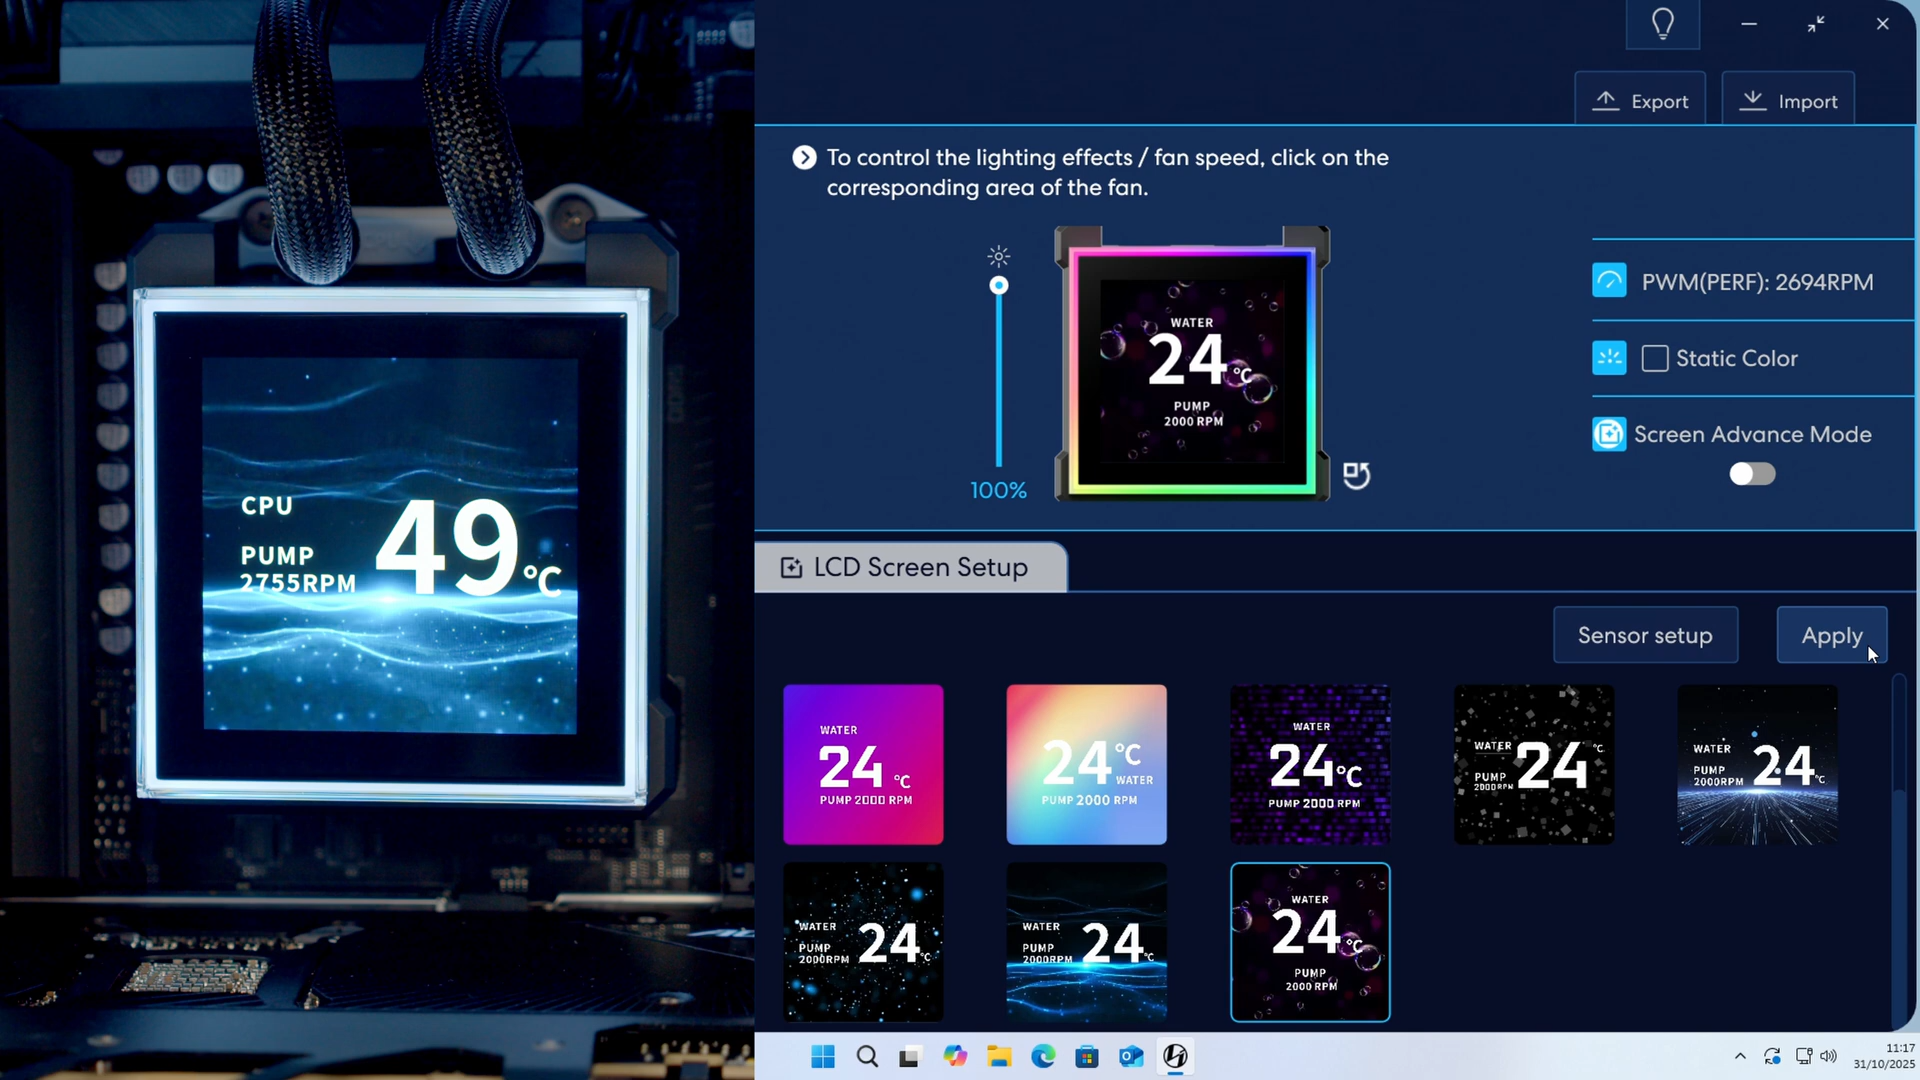 CPU
PUMP
2755RPM
49°C
Export
Import
To control the lighting effects / fan speed, click on the
corresponding area of the fan.
WATER
24°C
PUMP
2000 RPM
100%
PWM(PERF): 2694RPM
Static Color
Screen Advance Mode
LCD Screen Setup
Sensor setup
Apply
WATER
24 °C
PUMP 2000 RPM
24°C
WATER
PUMP 2000 RPM
WATER
24°C
PUMP 2000 RPM
WATER
24 °C
PUMP
2000RPM
WATER
24°C
PUMP
2000RPM
WATER
PUMP
2000RPM
24°C
WATER
PUMP
2000RPM
24°C
WATER
24°C
PUMP
2000 RPM
11:17
31/10/2025